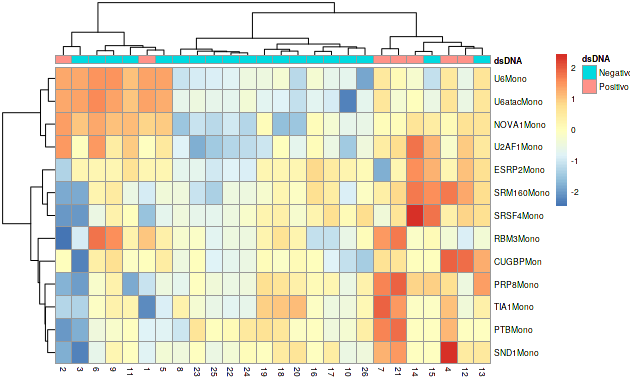 dsDNA
U6Mono
U6atacMono
NOVA1Mono
U2AF1Mono
ESRP2Mono
SRM160Mono
SRSF4Mono
RBM3Mono
CUGBPMon
PRP8Mono
TIA1Mono
PTBMono
SND1Mono
2 3 6 9 11 1 5 8 23 25 22 24 19 18 20 16 17 10 26 7 21 14 15 4 12 13
2
1
0
-1
-2
dsDNA
Negativo
Positivo